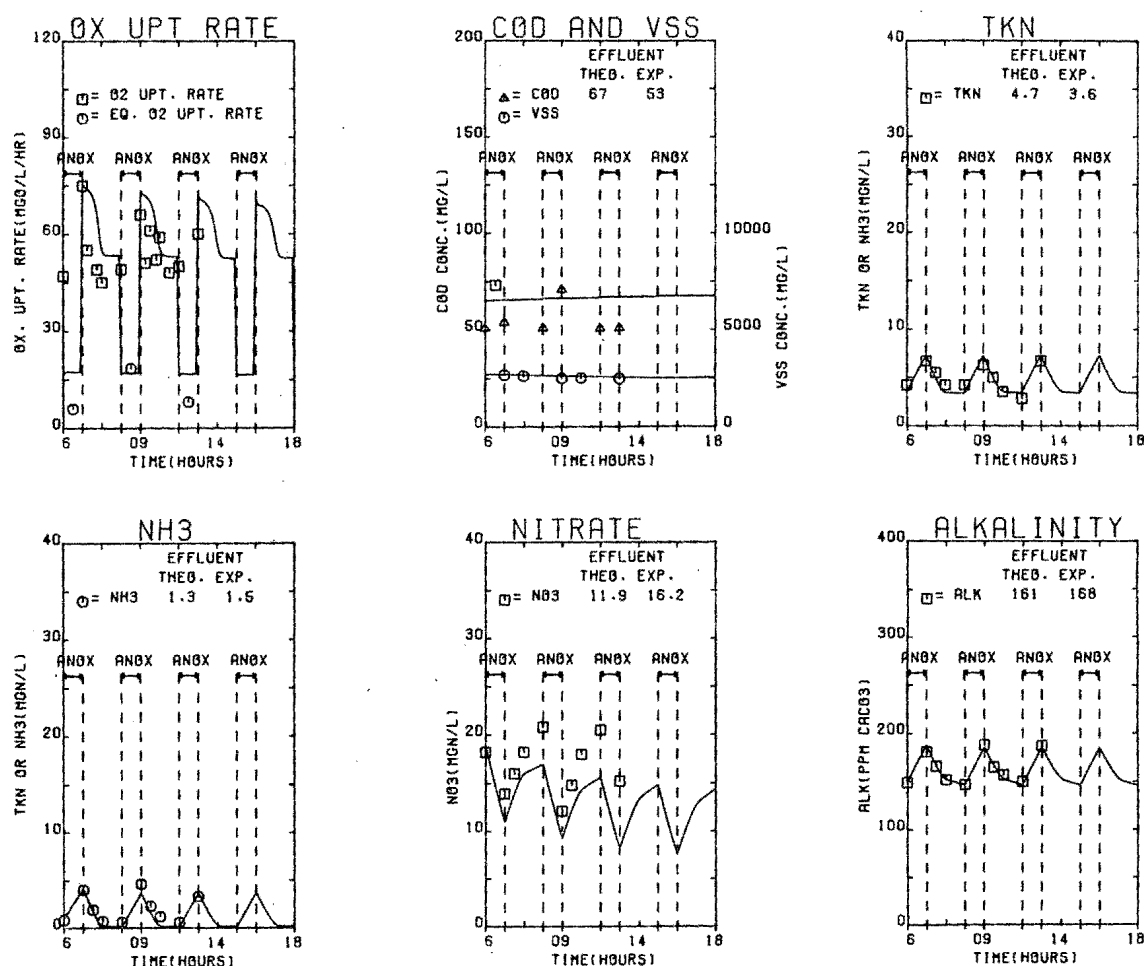 OX UPT RATE
120
90
60
30
0
OX. UPT. RATE(MGO/L/HR)
= O2 UPT. RATE
= EQ. O2 UPT. RATE
ANOX ANOX ANOX ANOX
6 09 14 18
TIME(HOURS)
COD AND VSS
200
150
100
50
0
COD CONC.(MG/L)
EFFLUENT
THEO. EXP.
= COD 67 53
= VSS
ANOX ANOX ANOX ANOX
10000
5000
0
VSS CONC.(MG/L)
6 09 14 18
TIME(HOURS)
TKN
40
30
20
10
0
TKN OR NH3(MGN/L)
EFFLUENT
THEO. EXP.
= TKN 4.7 3.6
ANOX ANOX ANOX ANOX
6 09 14 18
TIME(HOURS)
NH3
40
30
20
10
0
TKN OR NH3(MGN/L)
EFFLUENT
THEO. EXP.
= NH3 1.3 1.5
ANOX ANOX ANOX ANOX
6 09 14 18
TIME(HOURS)
NITRATE
40
30
20
10
0
NO3(MGN/L)
EFFLUENT
THEO. EXP.
= NO3 11.9 16.2
ANOX ANOX ANOX ANOX
6 09 14 18
TIME(HOURS)
ALKALINITY
400
300
200
100
0
ALK(PPM CACO3)
EFFLUENT
THEO. EXP.
= ALK 161 168
ANOX ANOX ANOX ANOX
6 09 14 18
TIME(HOURS)